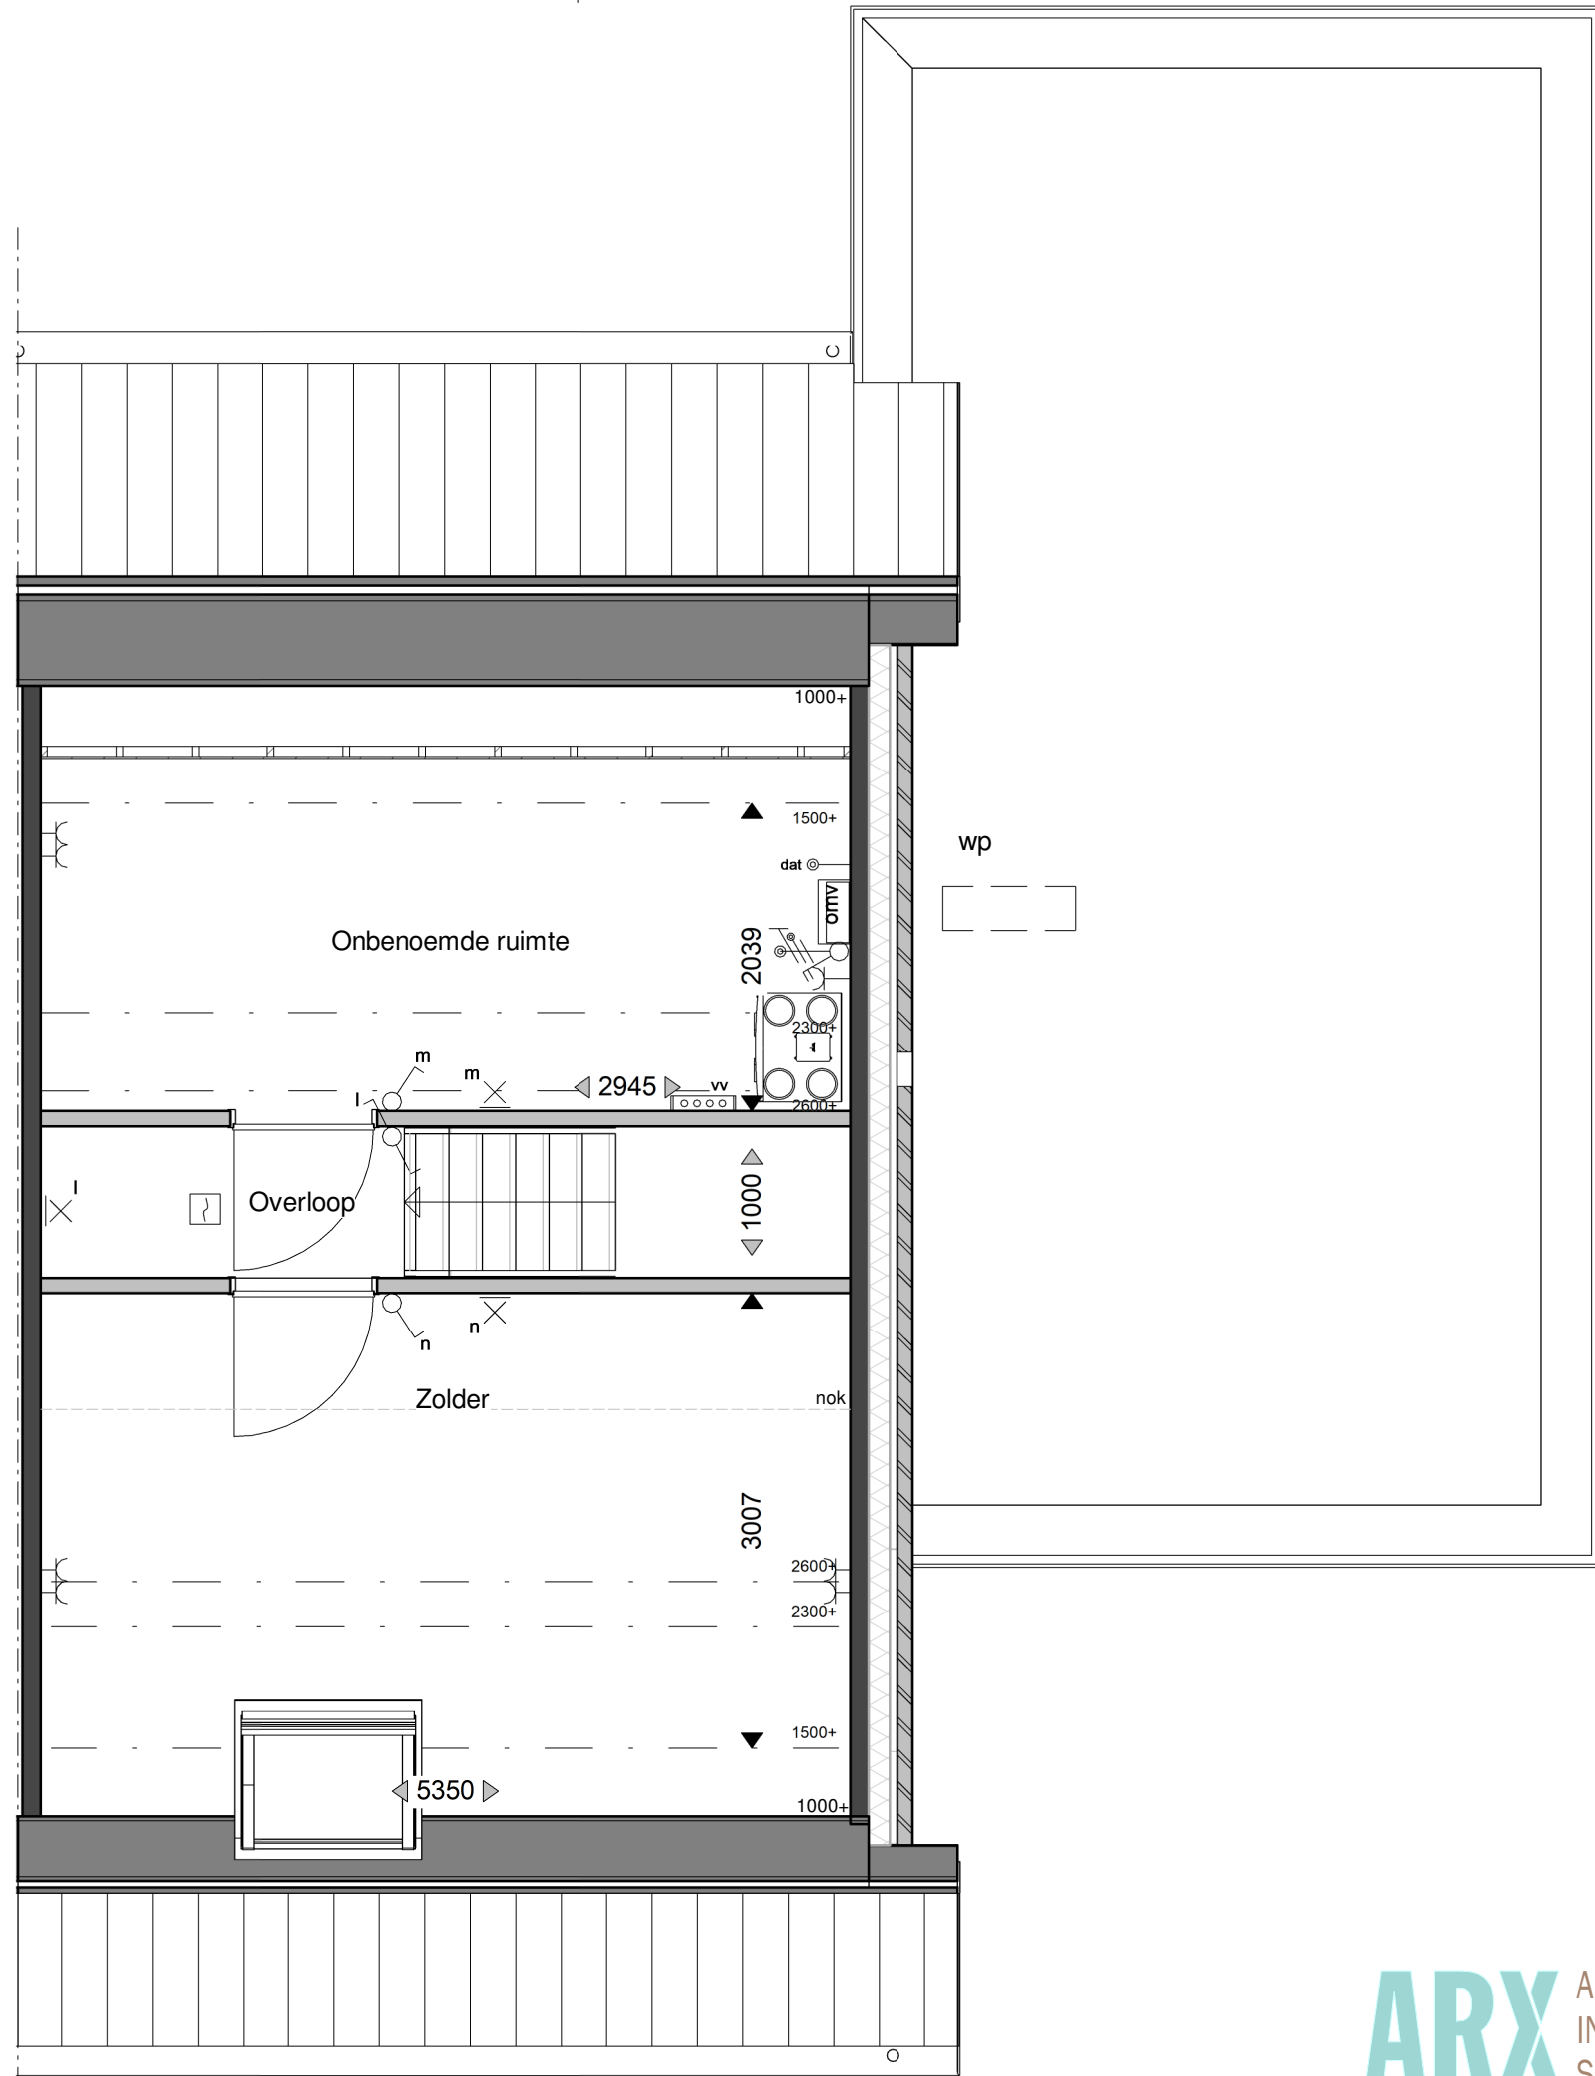 1000+
1500+
wp
dat
omv
Onbenoemde ruimte
2039
2300+
m
m
2945
vv
l
2600+
l
Overloop
1000
n
n
Zolder
nok
3007
2600+
2300+
1500+
5350
1000+
ARX